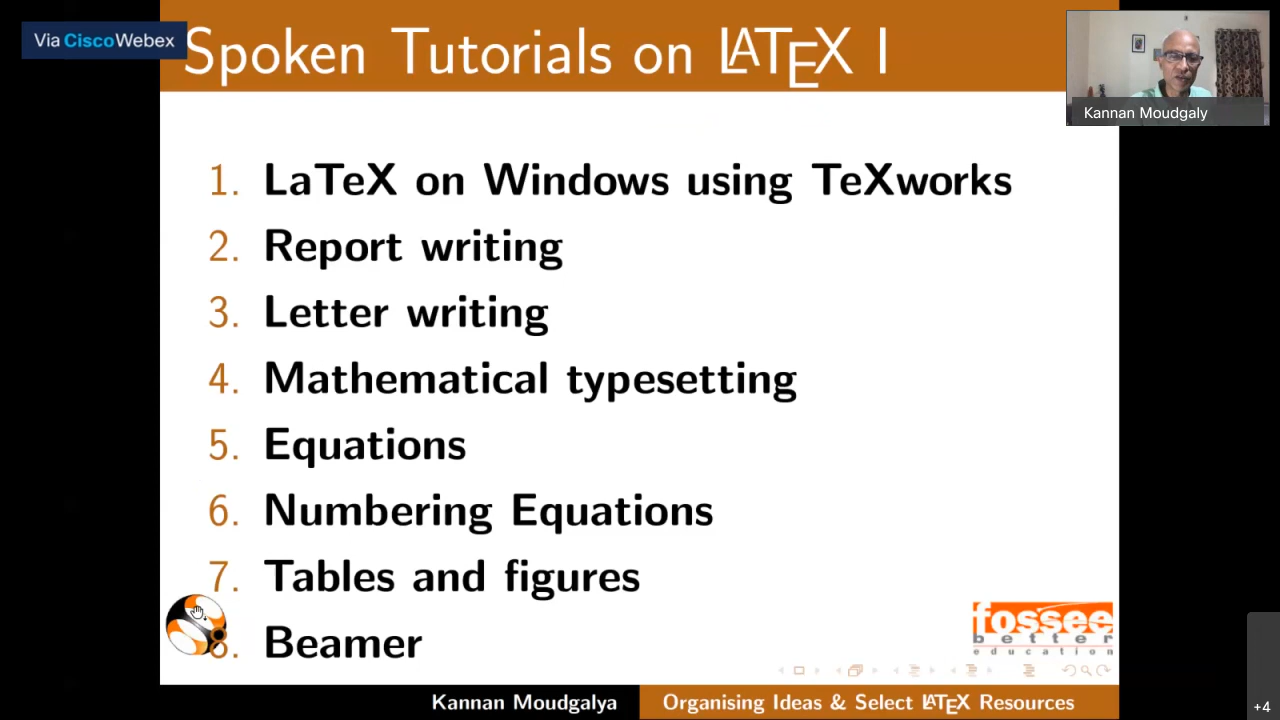 Via CiscoWebex
Spoken Tutorials on LATEX I
Kannan Moudgaly
1. LaTeX on Windows using TeXworks
2. Report writing
3. Letter writing
4. Mathematical typesetting
5. Equations
6. Numbering Equations
7. Tables and figures
8. Beamer
fossee
better
education
Kannan Moudgalya
Organising Ideas & Select LATEX Resources
+4